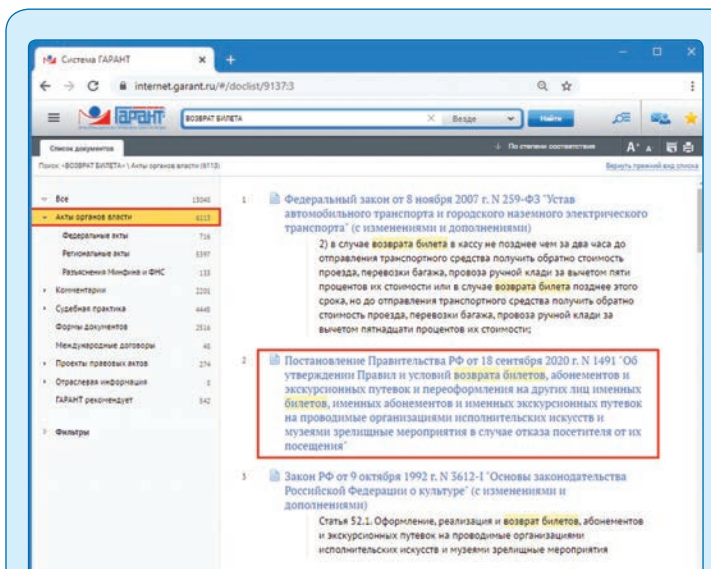 Система ГАРАНТ
internet.garant.ru/#/doclist/9137:3
ГАРАНТ
ВОЗВРАТ БИЛЕТА
Везде
Найти
Список документов
По степени соответствия
Поиск «ВОЗВРАТ БИЛЕТА» \ Акты органов власти (6113)
Вернуть прежний вид списка
Все
Акты органов власти 6113
Федеральные акты 716
Региональные акты 5397
Разъяснения Минфина и ФНС
Комментарии 2201
Судебная практика
Формы документов 2516
Международные договоры
Проекты правовых актов 274
Отраслевая информация
ГАРАНТ рекомендует 542
Фильтры
1 Федеральный закон от 8 ноября 2007 г. N 259-ФЗ "Устав
автомобильного транспорта и городского наземного электрического
транспорта" (с изменениями и дополнениями)
2) в случае возврата билета в кассу не позднее чем за два часа до
отправления транспортного средства получить обратно стоимость
проезда, перевозки багажа, провоза ручной клади за вычетом пяти
процентов их стоимости или в случае возврата билета позднее этого
срока, но до отправления транспортного средства получить обратно
стоимость проезда, перевозки багажа, провоза ручной клади за
вычетом пятнадцати процентов их стоимости;
2 Постановление Правительства РФ от 18 сентября 2020 г. N 1491 "Об
утверждении Правил и условий возврата билетов, абонементов и
экскурсионных путевок и переоформления на других лиц именных
билетов, именных абонементов и именных экскурсионных путевок
на проводимые организациями исполнительских искусств и
музеями зрелищные мероприятия в случае отказа посетителя от их
посещения"
3 Закон РФ от 9 октября 1992 г. N 3612-I "Основы законодательства
Российской Федерации о культуре" (с изменениями и
дополнениями)
Статья 52.1. Оформление, реализация и возврат билетов, абонементов
и экскурсионных путевок на проводимые организациями
исполнительских искусств и музеями зрелищные мероприятия